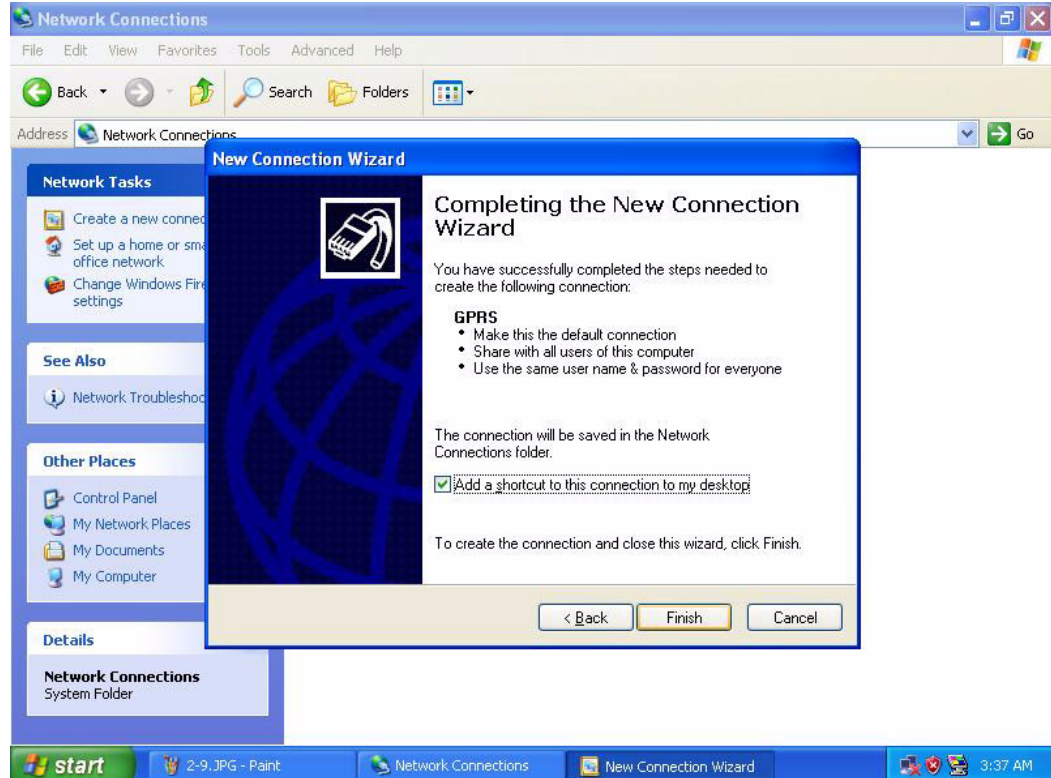 Network Connections
File Edit View Favorites Tools Advanced Help
Back Search Folders
Address Network Connections Go
Network Tasks
Create a new connec
Set up a home or sma
office network
Change Windows Fire
settings
See Also
Network Troubleshoo
Other Places
Control Panel
My Network Places
My Documents
My Computer
Details
Network Connections
System Folder
New Connection Wizard
Completing the New Connection
Wizard
You have successfully completed the steps needed to
create the following connection:
GPRS
• Make this the default connection
• Share with all users of this computer
• Use the same user name & password for everyone
The connection will be saved in the Network
Connections folder.
Add a shortcut to this connection to my desktop
To create the connection and close this wizard, click Finish.
< Back Finish Cancel
start 2-9.JPG - Paint Network Connections New Connection Wizard 3:37 AM